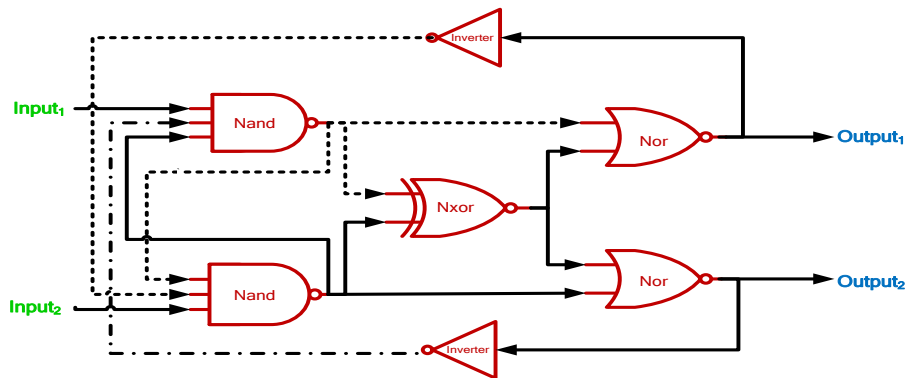 Inverter
Input₁
Nand
Nor
Output₁
Nxor
Nand
Nor
Output₂
Input₂
Inverter